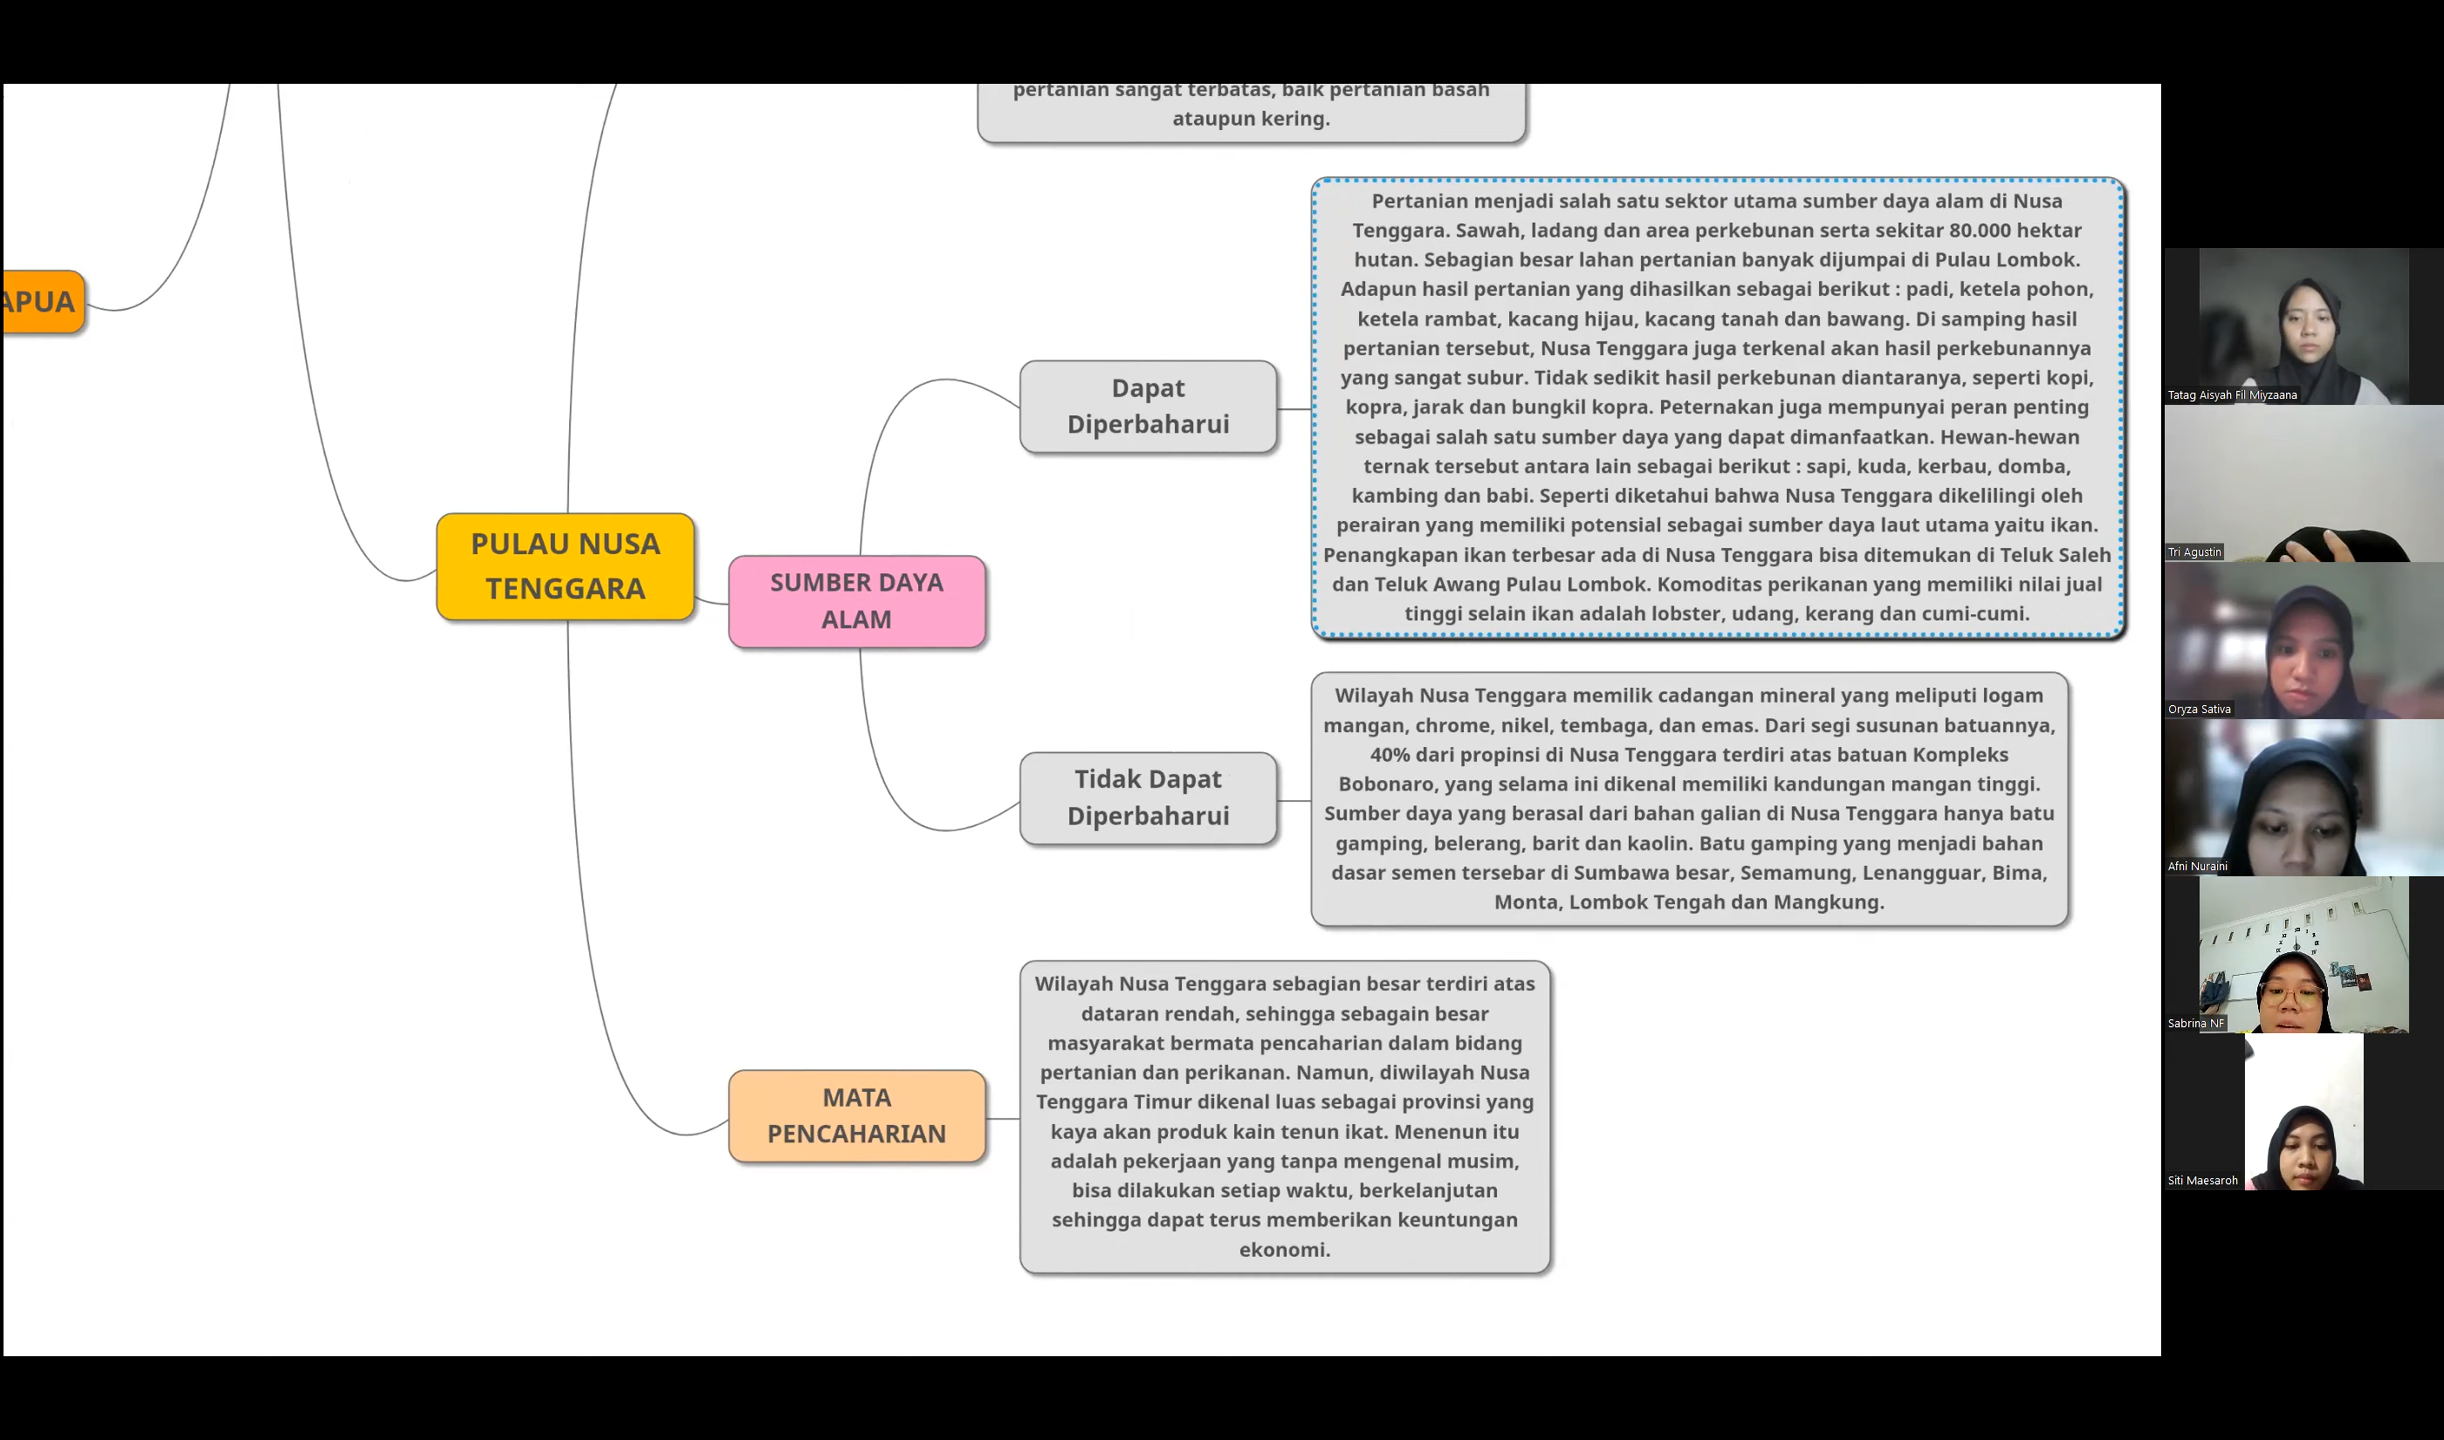 pertanian sangat terbatas, baik pertanian basah
ataupun kering.
APUA
PULAU NUSA
TENGGARA
SUMBER DAYA
ALAM
Dapat
Diperbaharui
Pertanian menjadi salah satu sektor utama sumber daya alam di Nusa
Tenggara. Sawah, ladang dan area perkebunan serta sekitar 80.000 hektar
hutan. Sebagian besar lahan pertanian banyak dijumpai di Pulau Lombok.
Adapun hasil pertanian yang dihasilkan sebagai berikut : padi, ketela pohon,
ketela rambat, kacang hijau, kacang tanah dan bawang. Di samping hasil
pertanian tersebut, Nusa Tenggara juga terkenal akan hasil perkebunannya
yang sangat subur. Tidak sedikit hasil perkebunan diantaranya, seperti kopi,
kopra, jarak dan bungkil kopra. Peternakan juga mempunyai peran penting
sebagai salah satu sumber daya yang dapat dimanfaatkan. Hewan-hewan
ternak tersebut antara lain sebagai berikut : sapi, kuda, kerbau, domba,
kambing dan babi. Seperti diketahui bahwa Nusa Tenggara dikelilingi oleh
perairan yang memiliki potensial sebagai sumber daya laut utama yaitu ikan.
Penangkapan ikan terbesar ada di Nusa Tenggara bisa ditemukan di Teluk Saleh
dan Teluk Awang Pulau Lombok. Komoditas perikanan yang memiliki nilai jual
tinggi selain ikan adalah lobster, udang, kerang dan cumi-cumi.
Tidak Dapat
Diperbaharui
Wilayah Nusa Tenggara memilik cadangan mineral yang meliputi logam
mangan, chrome, nikel, tembaga, dan emas. Dari segi susunan batuannya,
40% dari propinsi di Nusa Tenggara terdiri atas batuan Kompleks
Bobonaro, yang selama ini dikenal memiliki kandungan mangan tinggi.
Sumber daya yang berasal dari bahan galian di Nusa Tenggara hanya batu
gamping, belerang, barit dan kaolin. Batu gamping yang menjadi bahan
dasar semen tersebar di Sumbawa besar, Semamung, Lenangguar, Bima,
Monta, Lombok Tengah dan Mangkung.
MATA
PENCAHARIAN
Wilayah Nusa Tenggara sebagian besar terdiri atas
dataran rendah, sehingga sebagain besar
masyarakat bermata pencaharian dalam bidang
pertanian dan perikanan. Namun, diwilayah Nusa
Tenggara Timur dikenal luas sebagai provinsi yang
kaya akan produk kain tenun ikat. Menenun itu
adalah pekerjaan yang tanpa mengenal musim,
bisa dilakukan setiap waktu, berkelanjutan
sehingga dapat terus memberikan keuntungan
ekonomi.
Tatag Aisyah Fil Miyzaana
Tri Agustin
Oryza Sativa
Afni Nuraini
Sabrina NF
Siti Maesaroh